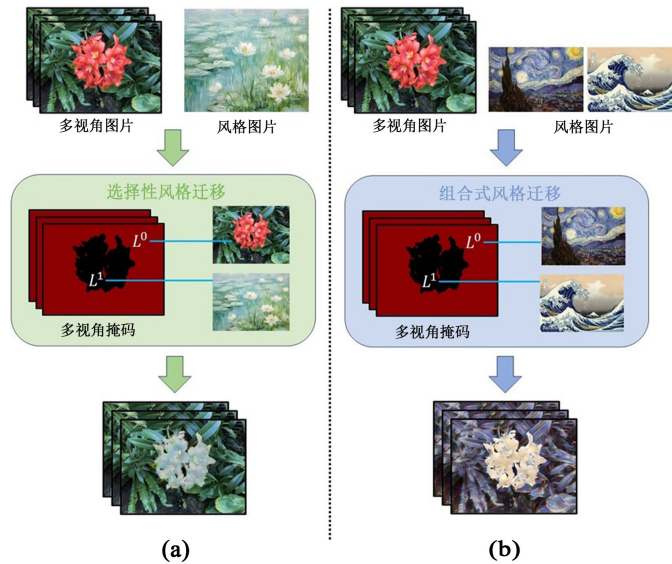 多视角图片
风格图片
选择性风格迁移
L⁰
L¹
多视角掩码
(a)
多视角图片
风格图片
组合式风格迁移
L⁰
L¹
多视角掩码
(b)